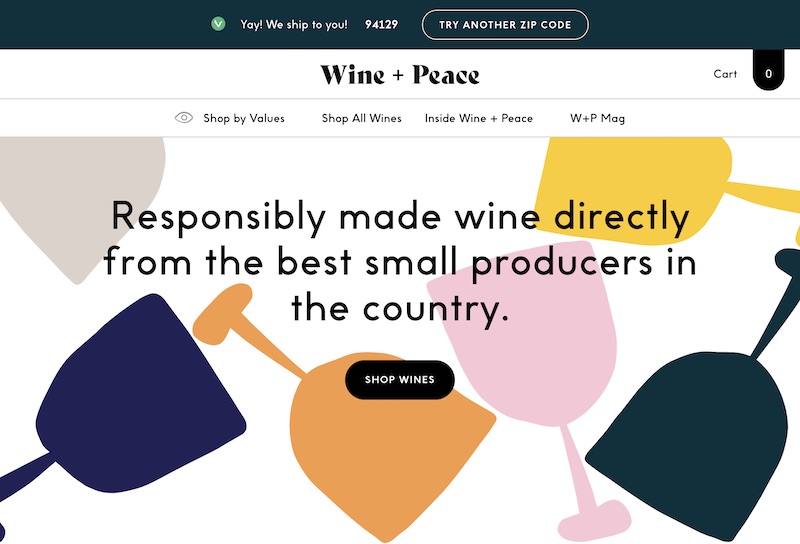 Yay! We ship to you! 94129 TRY ANOTHER ZIP CODE
Wine + Peace
Cart 0
Shop by Values Shop All Wines Inside Wine + Peace W+P Mag
Responsibly made wine directly
from the best small producers in
the country.
SHOP WINES